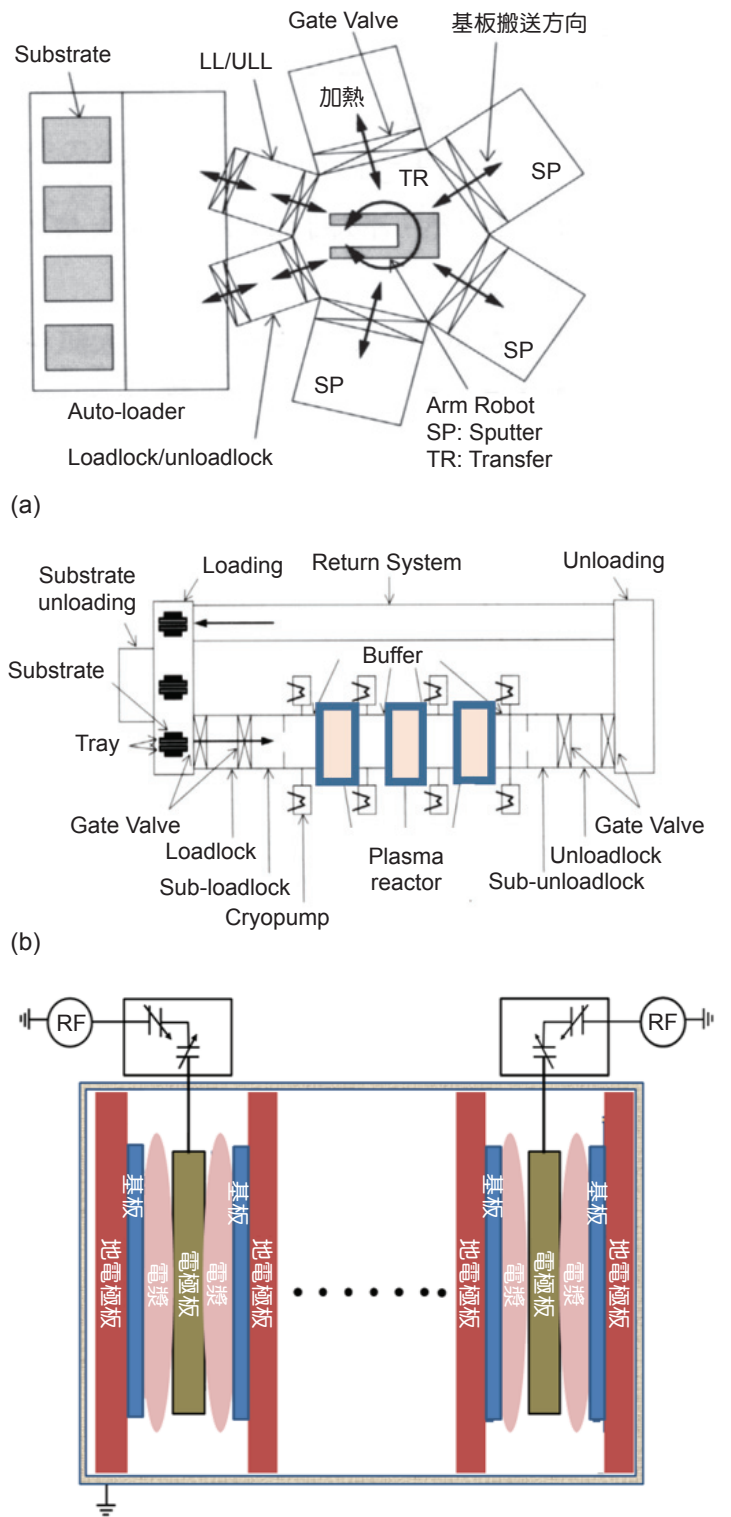 Gate Valve
基板搬送方向
Substrate
LL/ULL
加熱
TR
SP
SP
SP
Auto-loader
Loadlock/unloadlock
Arm Robot
SP: Sputter
TR: Transfer
(a)
Substrate
unloading
Loading
Return System
Unloading
Substrate
Buffer
Tray
Gate Valve
Loadlock
Sub-loadlock
Cryopump
Plasma
reactor
Gate Valve
Unloadlock
Sub-unloadlock
(b)
RF
RF
地電極板
基板
電漿
電極板
電漿
基板
地電極板
地電極板
基板
電漿
電極板
電漿
基板
地電極板